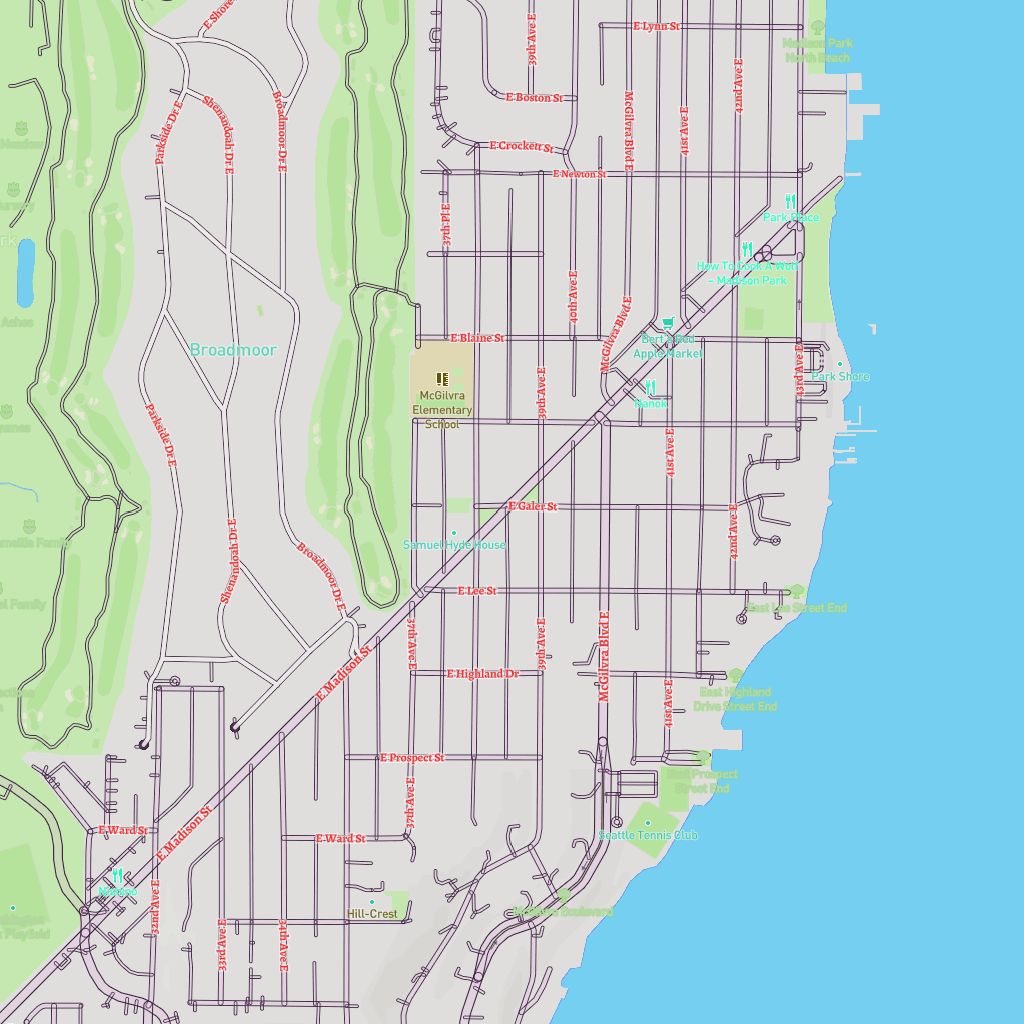 E Shore
39th Ave E
E Lynn St
Madison Park
North Beach
42nd Ave E
E Boston St
Broadmoor Dr E
Shenandoah Dr E
Parkside Dr E
McGilvra Blvd E
41st Ave E
E Crockett St
E Newton St
37th Pl E
Park Place
How To Cook A Wolf
- Madison Park
40th Ave E
McGilvra Blvd E
Ashes
Broadmoor
E Blaine St
Bert's Red
Apple Market
43rd Ave E
Park Shore
McGilvra
Elementary
School
39th Ave E
Nanok
Parkside Dr E
41st Ave E
E Galer St
42nd Ave E
Shenandoah Dr E
Samuel Hyde House
Broadmoor Dr E
E Lee St
East Lee Street End
37th Ave E
39th Ave E
McGilvra Blvd E
E Madison St
E Highland Dr
41st Ave E
East Highland
Drive Street End
E Prospect St
East Prospect
Street End
37th Ave E
E Ward St
E Madison St
E Ward St
Seattle Tennis Club
32nd Ave E
Hill-Crest
McGilvra Boulevard
33rd Ave E
34th Ave E
Playfield